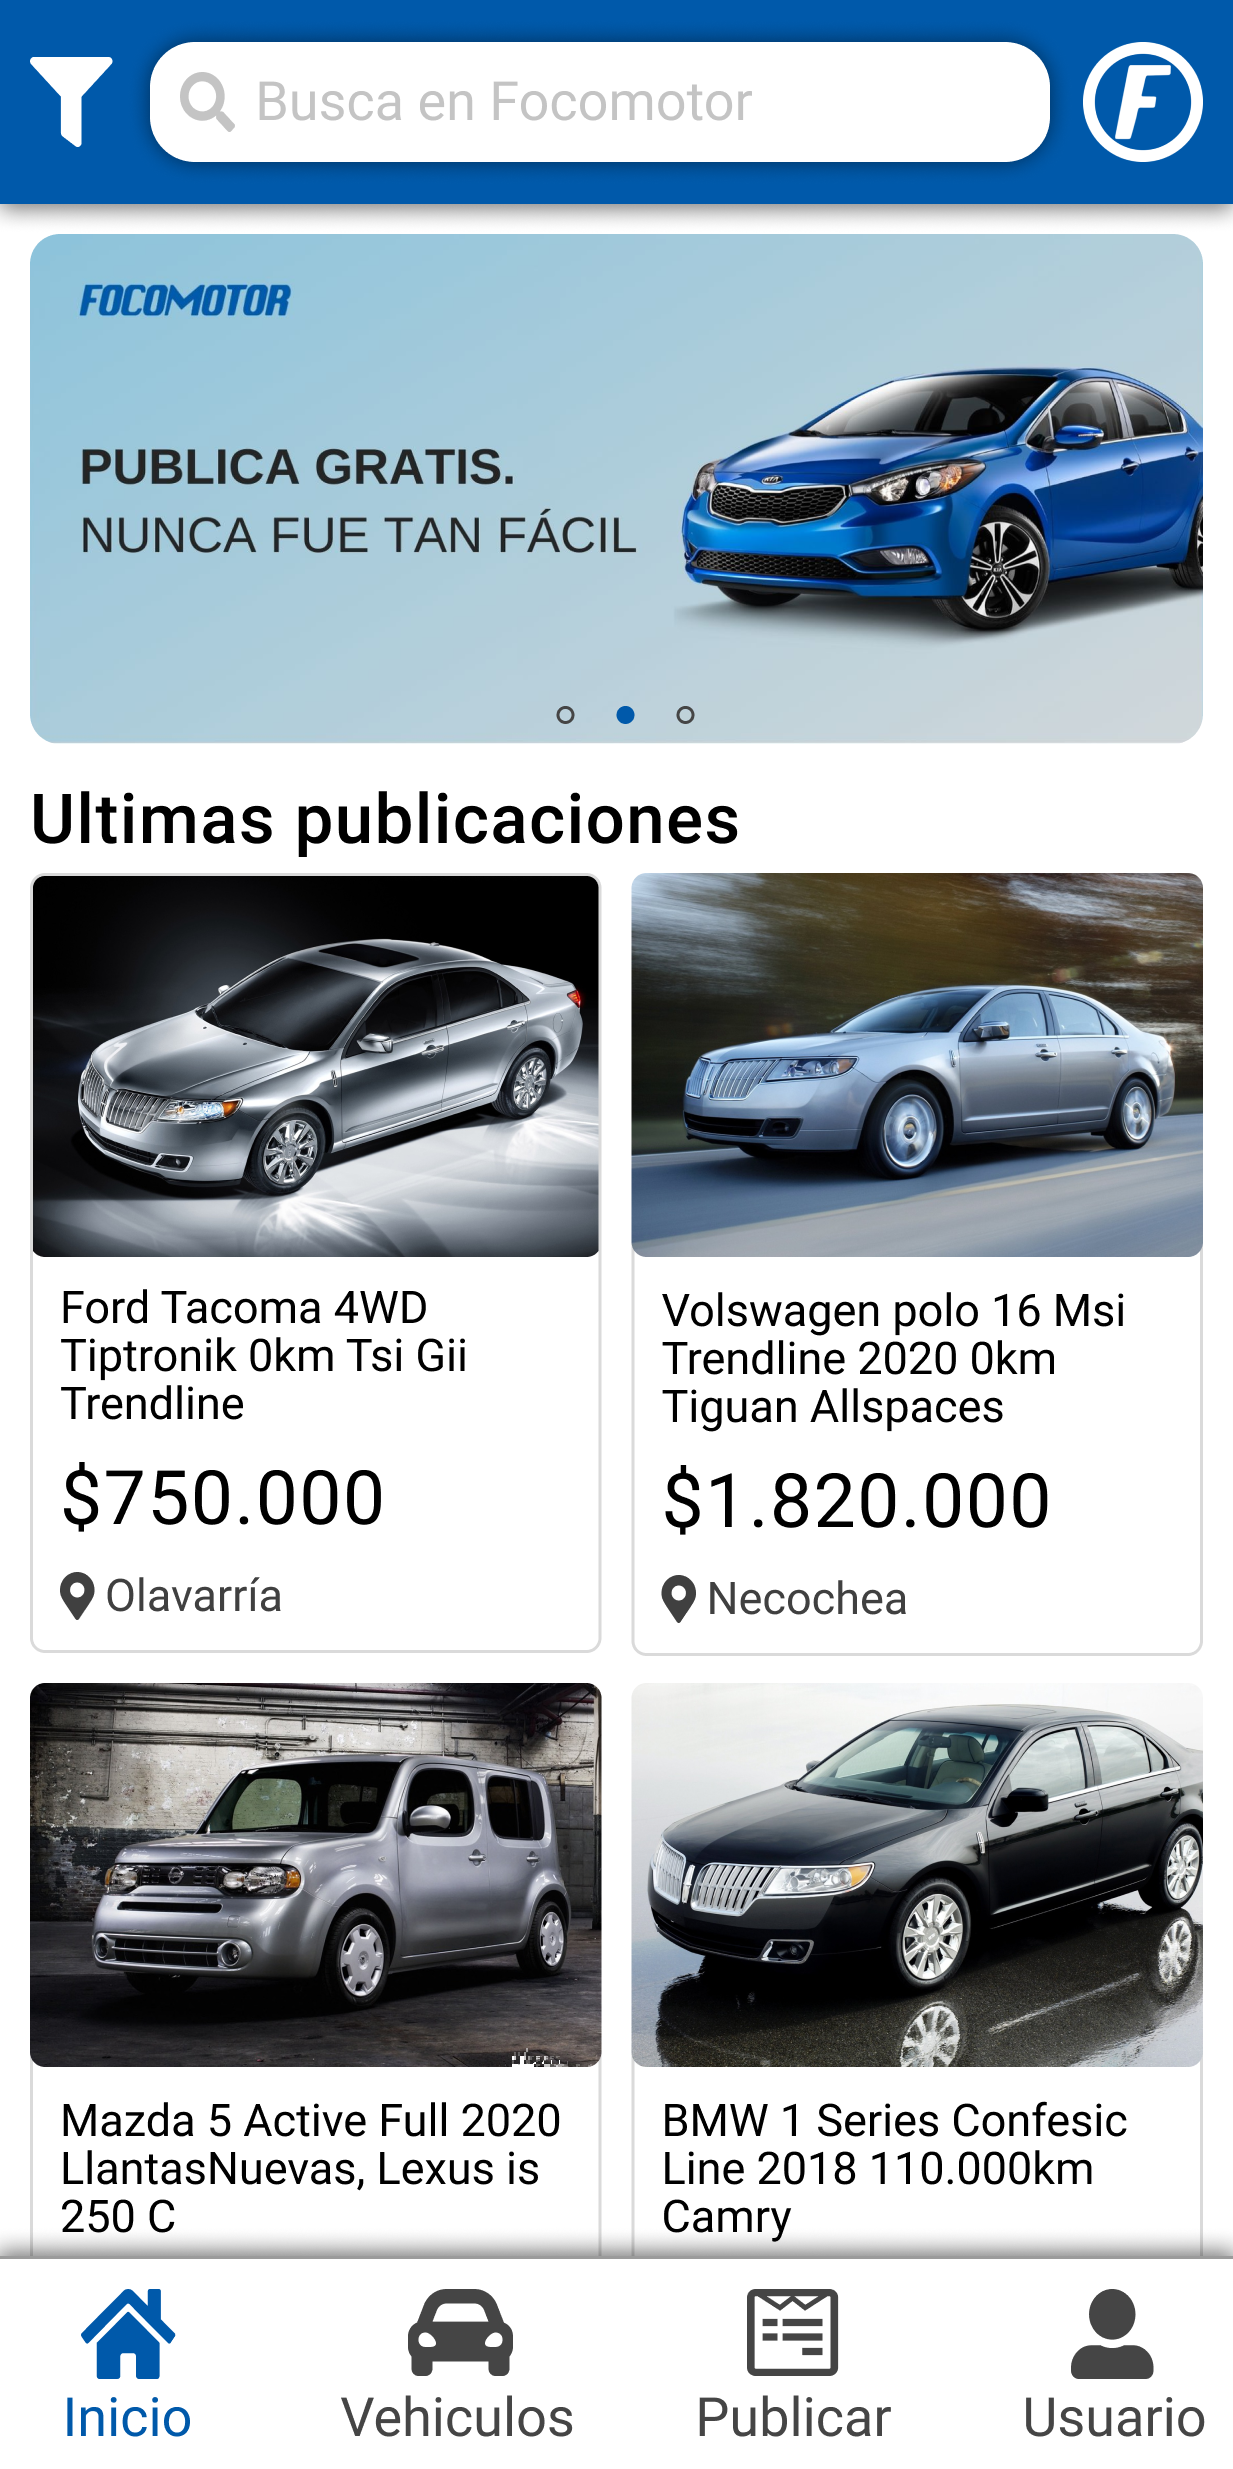 Busca en Focomotor
F
FOCOMOTOR
PUBLICA GRATIS.
NUNCA FUE TAN FÁCIL
Ultimas publicaciones
Ford Tacoma 4WD
Tiptronik 0km Tsi Gii
Trendline
$750.000
Olavarría
Volswagen polo 16 Msi
Trendline 2020 0km
Tiguan Allspaces
$1.820.000
Necochea
Mazda 5 Active Full 2020
LlantasNuevas, Lexus is
250 C
BMW 1 Series Confesic
Line 2018 110.000km
Camry
Inicio
Vehiculos
Publicar
Usuario